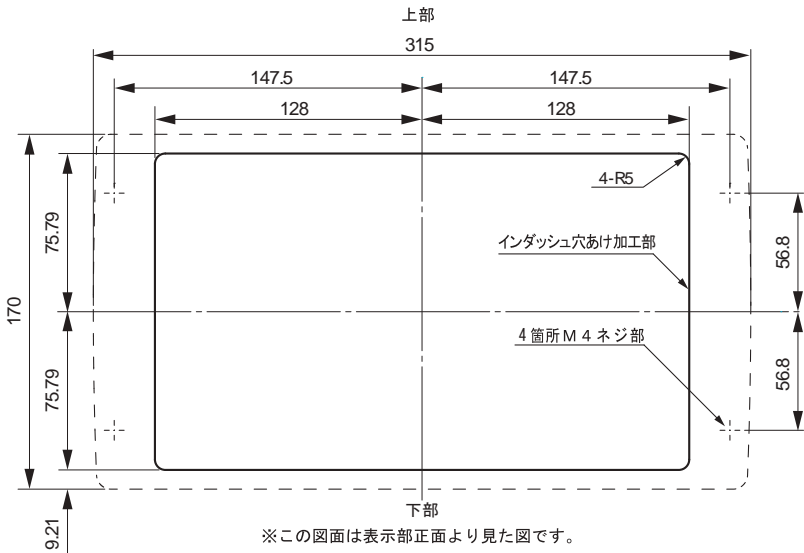 上部
315
147.5
147.5
128
128
4-R5
75.79
56.8
インダッシュ穴あけ加工部
170
4箇所M4ネジ部
75.79
56.8
9.21
下部
※この図面は表示部正面より見た図です。